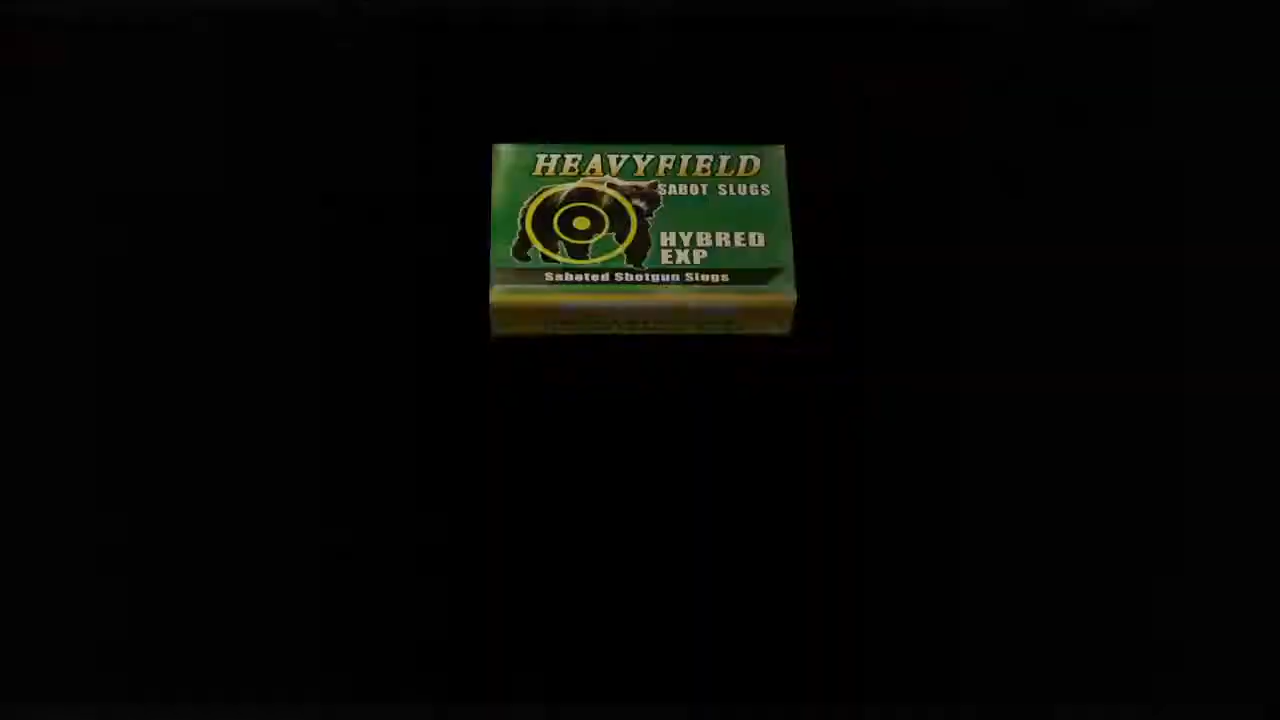 HEAVYFIELD
SABOT SLUGS
HYBRED
EXP
Sabated Shotgun Slugs